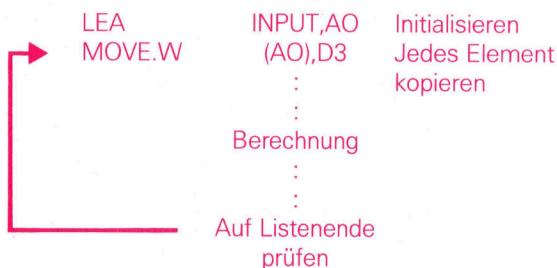 LEA INPUT,AO Initialisieren
MOVE.W (AO),D3 Jedes Element
: kopieren
:
Berechnung
:
:
Auf Listenende
prüfen